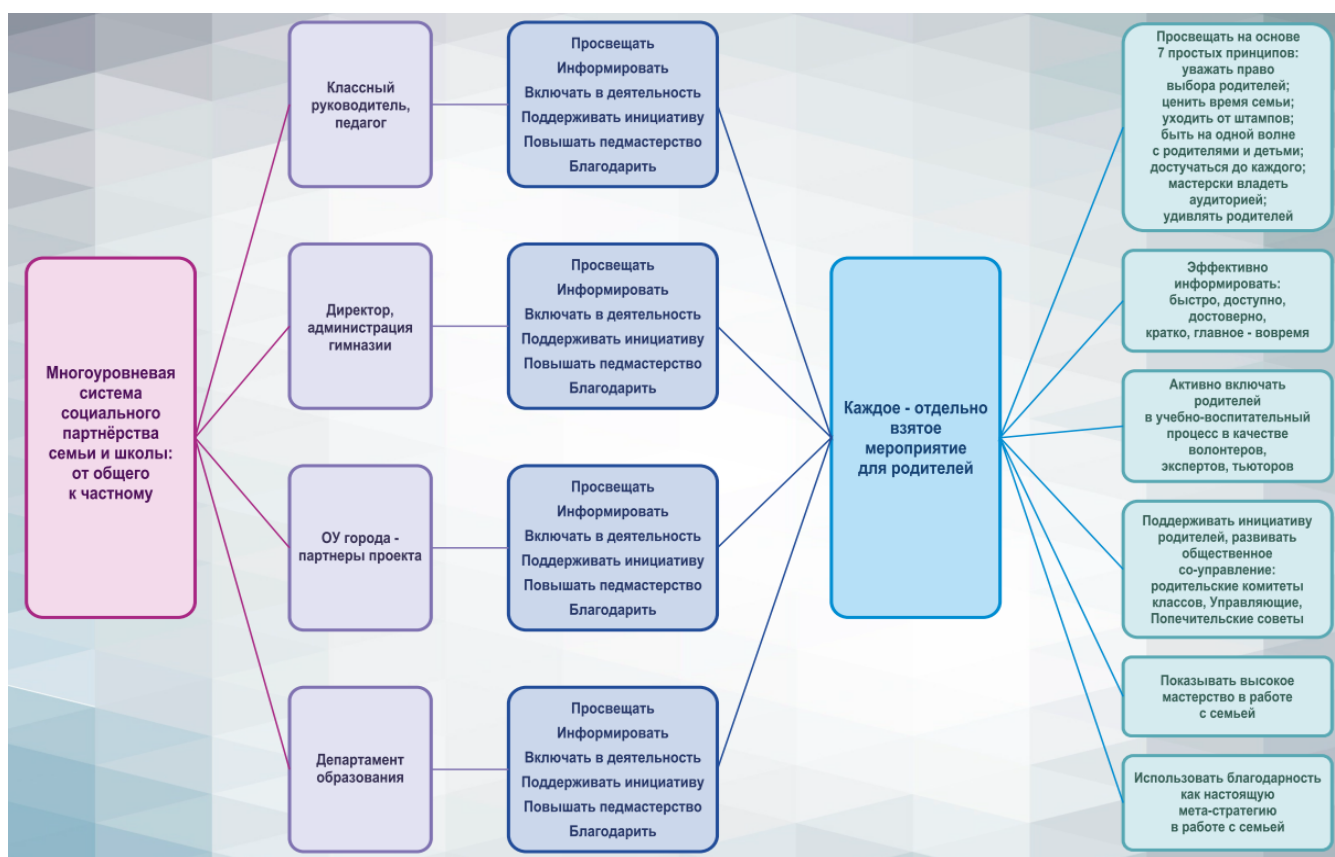 Многоуровневая
система
социального
партнёрства
семьи и школы:
от общего
к частному
Классный
руководитель,
педагог
Просвещать
Информировать
Включать в деятельность
Поддерживать инициативу
Повышать педмастерство
Благодарить
Директор,
администрация
гимназии
Просвещать
Информировать
Включать в деятельность
Поддерживать инициативу
Повышать педмастерство
Благодарить
ОУ города -
партнеры проекта
Просвещать
Информировать
Включать в деятельность
Поддерживать инициативу
Повышать педмастерство
Благодарить
Департамент
образования
Просвещать
Информировать
Включать в деятельность
Поддерживать инициативу
Повышать педмастерство
Благодарить
Каждое - отдельно
взятое
мероприятие
для родителей
Просвещать на основе
7 простых принципов:
уважать право
выбора родителей;
ценить время семьи;
уходить от штампов;
быть на одной волне
с родителями и детьми;
достучаться до каждого;
мастерски владеть
аудиторией;
удивлять родителей
Эффективно
информировать:
быстро, доступно,
достоверно,
кратко, главное - вовремя
Активно включать
родителей
в учебно-воспитательный
процесс в качестве
волонтеров,
экспертов, тьюторов
Поддерживать инициативу
родителей, развивать
общественное
со-управление:
родительские комитеты
классов, Управляющие,
Попечительские советы
Показывать высокое
мастерство в работе
с семьей
Использовать благодарность
как настоящую
мета-стратегию
в работе с семьей